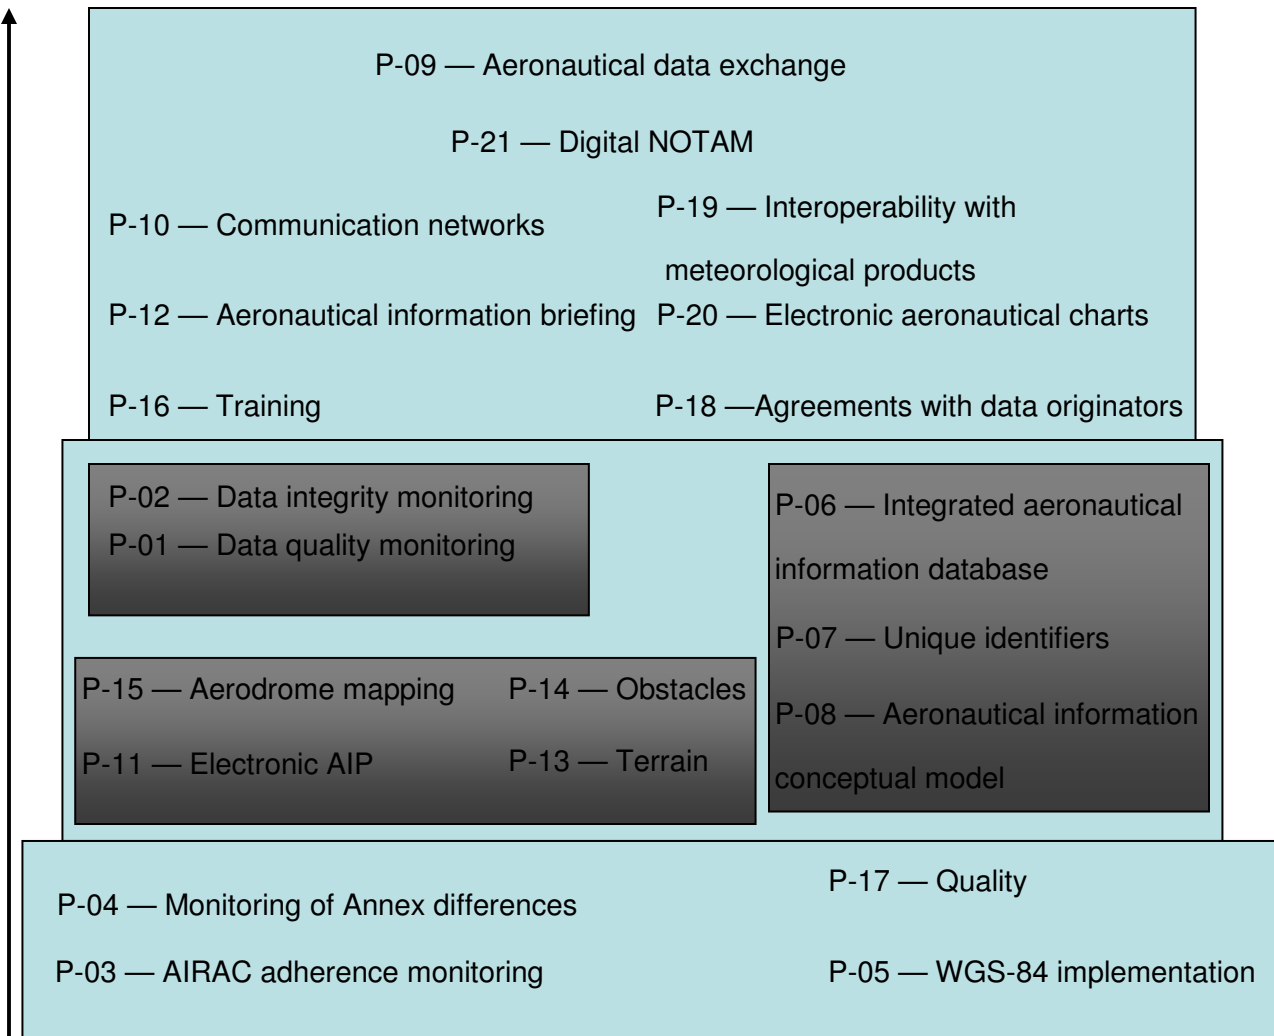 P-09 — Aeronautical data exchange
P-21 — Digital NOTAM
P-10 — Communication networks
P-19 — Interoperability with
meteorological products
P-12 — Aeronautical information briefing
P-20 — Electronic aeronautical charts
P-16 — Training
P-18 —Agreements with data originators
P-02 — Data integrity monitoring
P-01 — Data quality monitoring
P-06 — Integrated aeronautical
information database
P-07 — Unique identifiers
P-08 — Aeronautical information
conceptual model
P-15 — Aerodrome mapping
P-14 — Obstacles
P-11 — Electronic AIP
P-13 — Terrain
P-04 — Monitoring of Annex differences
P-17 — Quality
P-03 — AIRAC adherence monitoring
P-05 — WGS-84 implementation